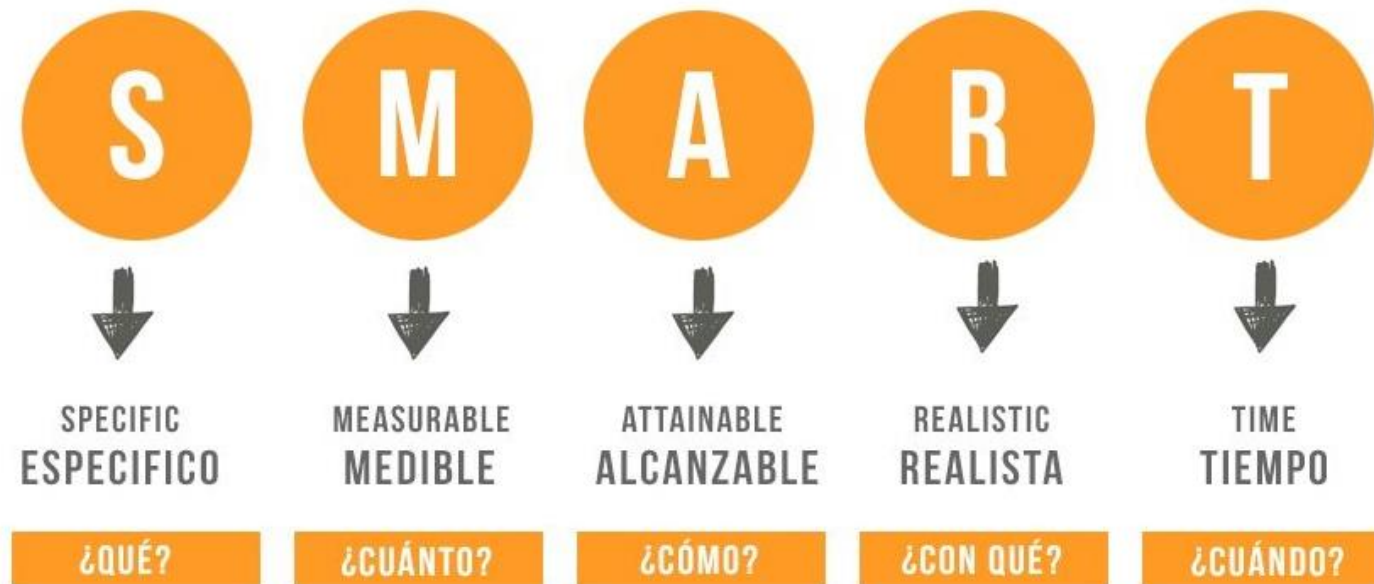 S M A R T
SPECIFIC MEASURABLE ATTAINABLE REALISTIC TIME
ESPECIFICO MEDIBLE ALCANZABLE REALISTA TIEMPO
¿QUÉ? ¿CUÁNTO? ¿CÓMO? ¿CON QUÉ? ¿CUÁNDO?